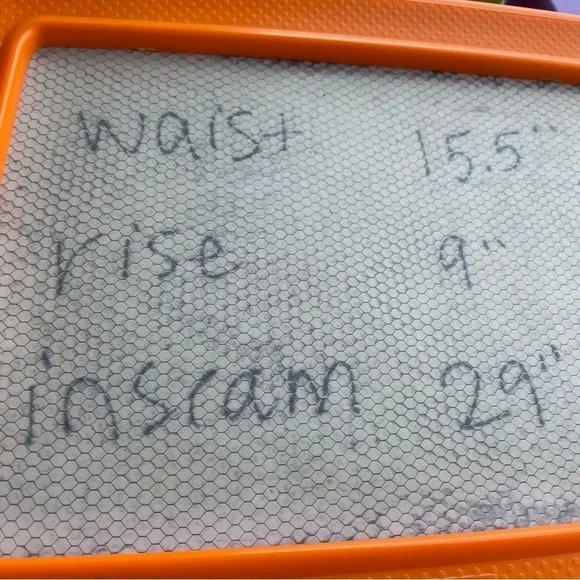 waist 15.5"
rise 9"
inseam 29"